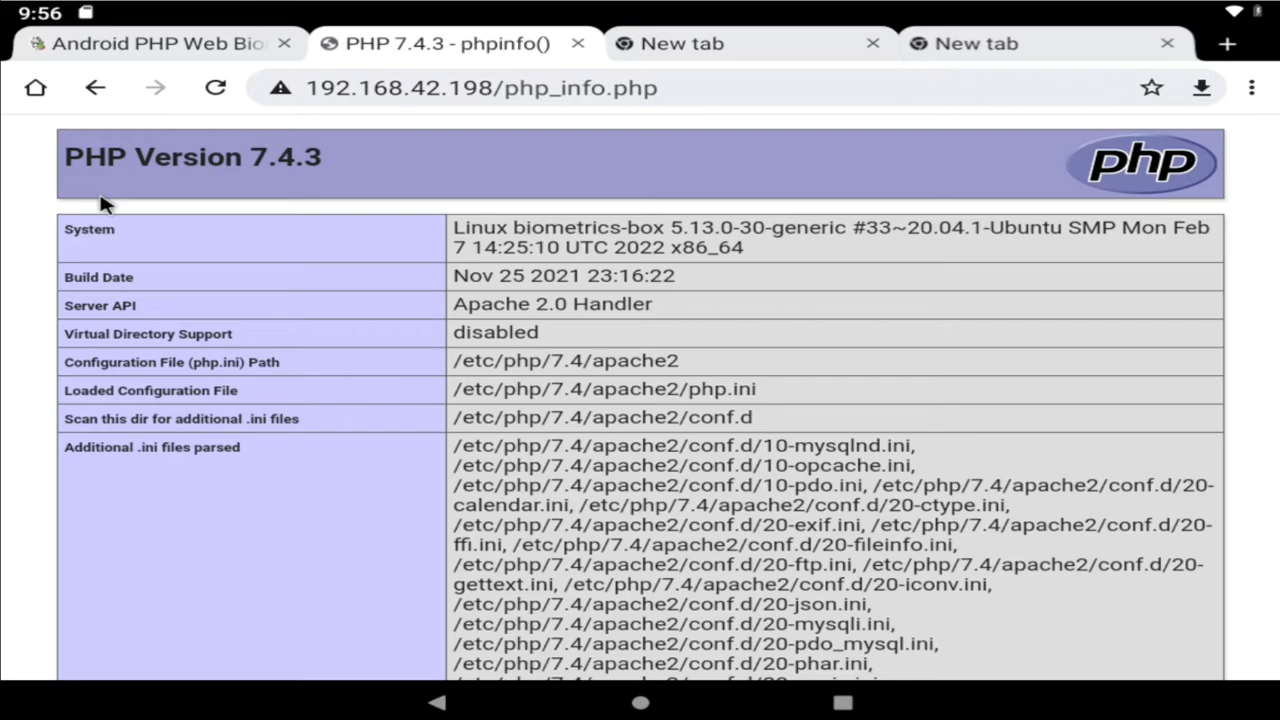 9:56
Android PHP Web Bio
PHP 7.4.3 - phpinfo()
New tab
New tab
192.168.42.198/php_info.php
PHP Version 7.4.3
php
System
Linux biometrics-box 5.13.0-30-generic #33~20.04.1-Ubuntu SMP Mon Feb
7 14:25:10 UTC 2022 x86_64
Build Date
Nov 25 2021 23:16:22
Server API
Apache 2.0 Handler
Virtual Directory Support
disabled
Configuration File (php.ini) Path
/etc/php/7.4/apache2
Loaded Configuration File
/etc/php/7.4/apache2/php.ini
Scan this dir for additional .ini files
/etc/php/7.4/apache2/conf.d
Additional .ini files parsed
/etc/php/7.4/apache2/conf.d/10-mysqlnd.ini,
/etc/php/7.4/apache2/conf.d/10-opcache.ini,
/etc/php/7.4/apache2/conf.d/10-pdo.ini, /etc/php/7.4/apache2/conf.d/20-
calendar.ini, /etc/php/7.4/apache2/conf.d/20-ctype.ini,
/etc/php/7.4/apache2/conf.d/20-exif.ini, /etc/php/7.4/apache2/conf.d/20-
ffi.ini, /etc/php/7.4/apache2/conf.d/20-fileinfo.ini,
/etc/php/7.4/apache2/conf.d/20-ftp.ini, /etc/php/7.4/apache2/conf.d/20-
gettext.ini, /etc/php/7.4/apache2/conf.d/20-iconv.ini,
/etc/php/7.4/apache2/conf.d/20-json.ini,
/etc/php/7.4/apache2/conf.d/20-mysqli.ini,
/etc/php/7.4/apache2/conf.d/20-pdo_mysql.ini,
/etc/php/7.4/apache2/conf.d/20-phar.ini,